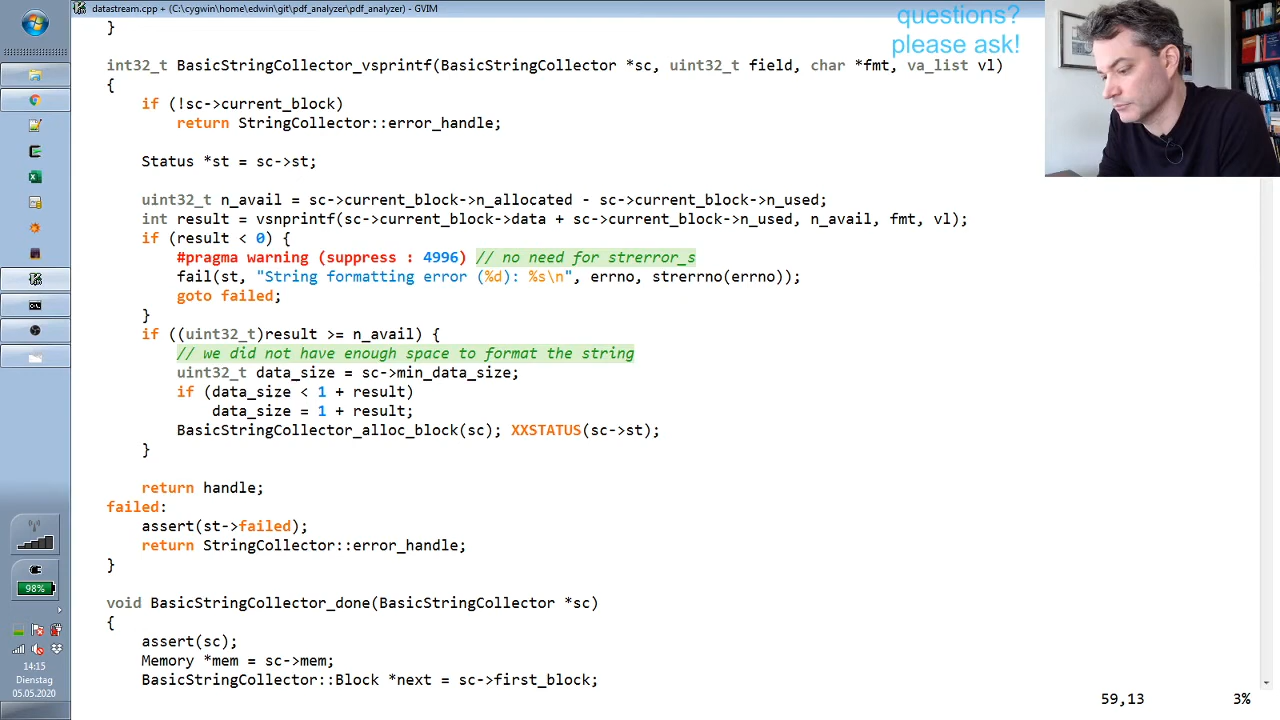 datastream.cpp + (C:\cygwin\home\edwin\git\pdf_analyzer\pdf_analyzer) - GVIM
questions?
please ask!
}
int32_t BasicStringCollector_vsprintf(BasicStringCollector *sc, uint32_t field, char *fmt, va_list vl)
{
if (!sc->current_block)
return StringCollector::error_handle;
Status *st = sc->st;
uint32_t n_avail = sc->current_block->n_allocated - sc->current_block->n_used;
int result = vsnprintf(sc->current_block->data + sc->current_block->n_used, n_avail, fmt, vl);
if (result < 0) {
#pragma warning (suppress : 4996) // no need for strerror_s
fail(st, "String formatting error (%d): %s\n", errno, strerrno(errno));
goto failed;
}
if ((uint32_t)result >= n_avail) {
// we did not have enough space to format the string
uint32_t data_size = sc->min_data_size;
if (data_size < 1 + result)
data_size = 1 + result;
BasicStringCollector_alloc_block(sc); XXSTATUS(sc->st);
}
return handle;
failed:
assert(st->failed);
return StringCollector::error_handle;
}
void BasicStringCollector_done(BasicStringCollector *sc)
{
assert(sc);
Memory *mem = sc->mem;
BasicStringCollector::Block *next = sc->first_block;
59,13 3%
98%
14:15
Dienstag
05.05.2020